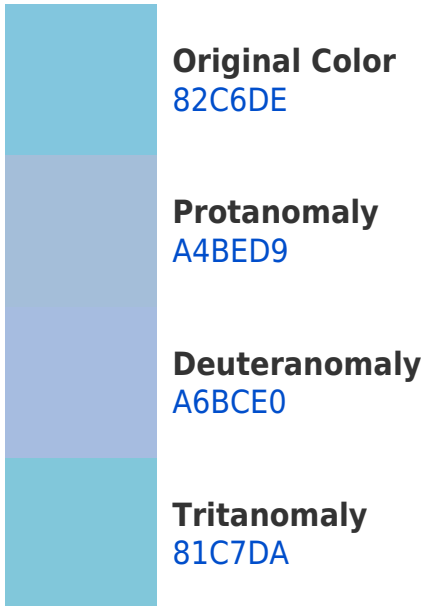 Original Color
82C6DE
Protanomaly
A4BED9
Deuteranomaly
A6BCE0
Tritanomaly
81C7DA